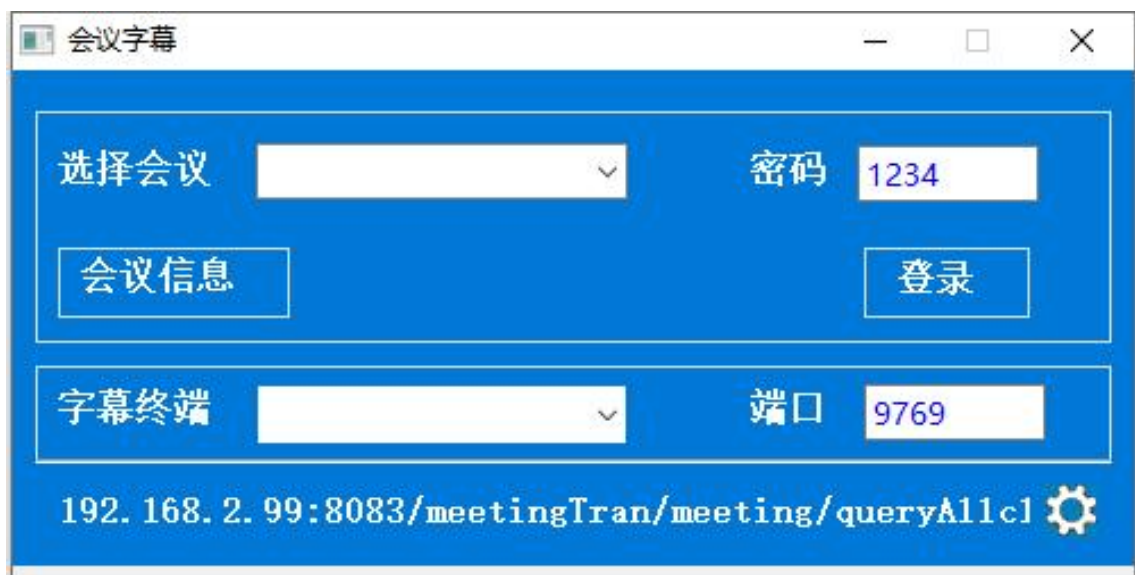 会议字幕
选择会议 密码 1234
会议信息 登录
字幕终端 端口 9769
192.168.2.99:8083/meetingTran/meeting/queryAllcl